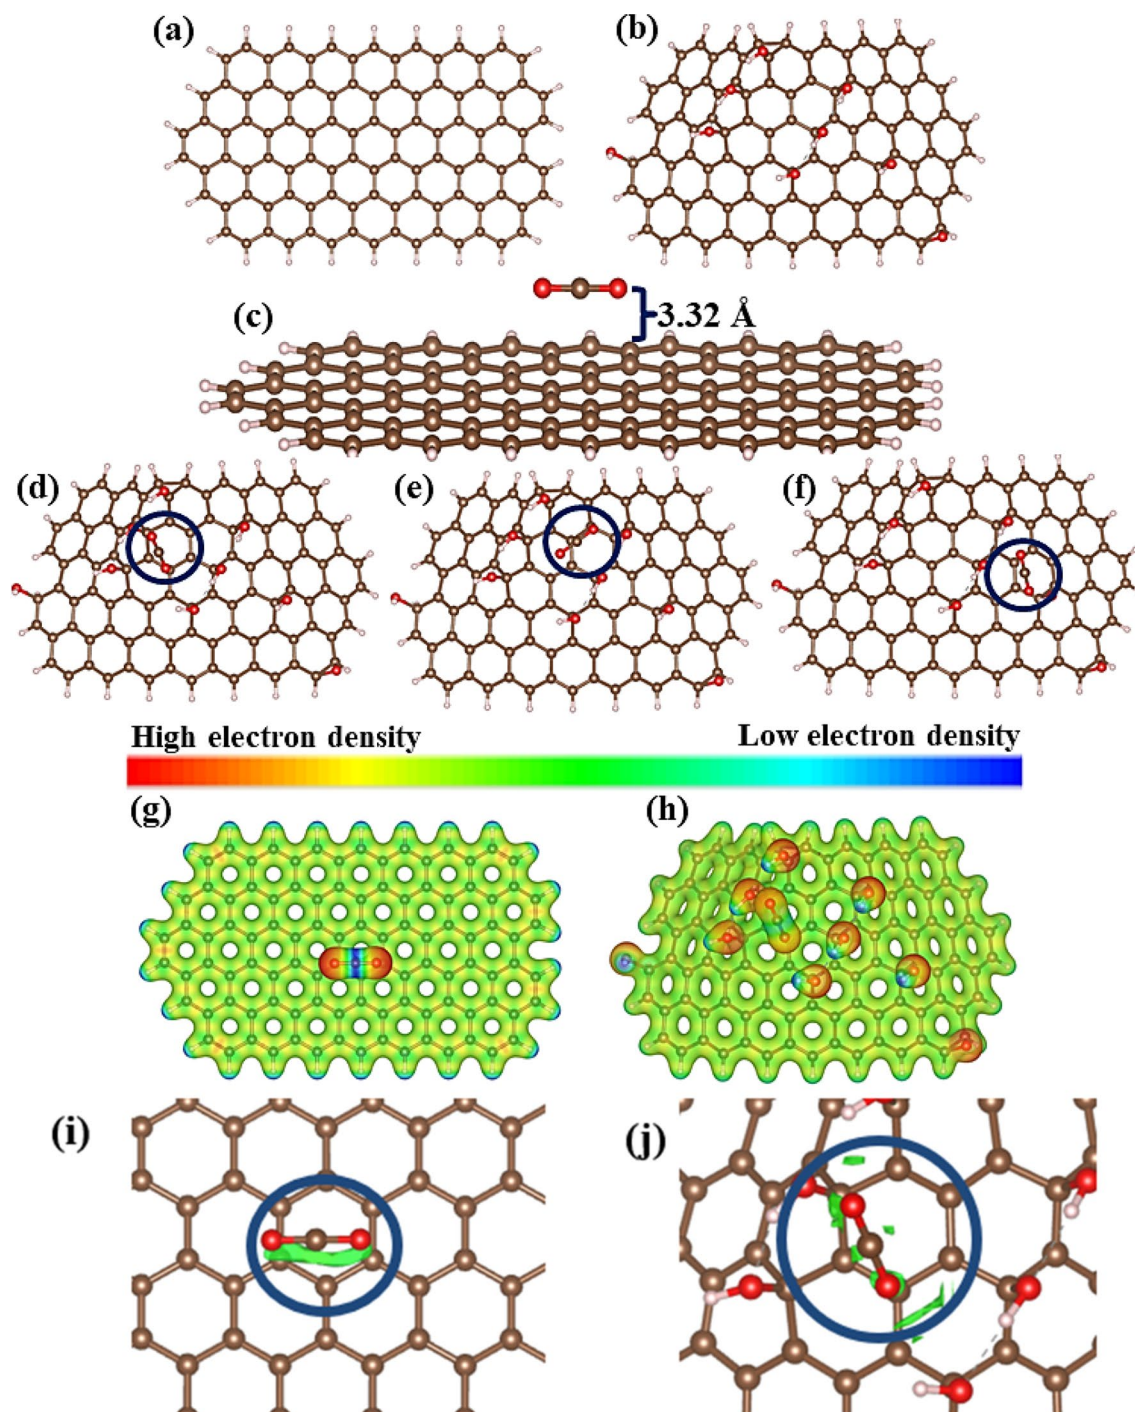 (a)
(b)
(c)
3.32 Å
(d)
(e)
(f)
High electron density
Low electron density
(g)
(h)
(i)
(j)